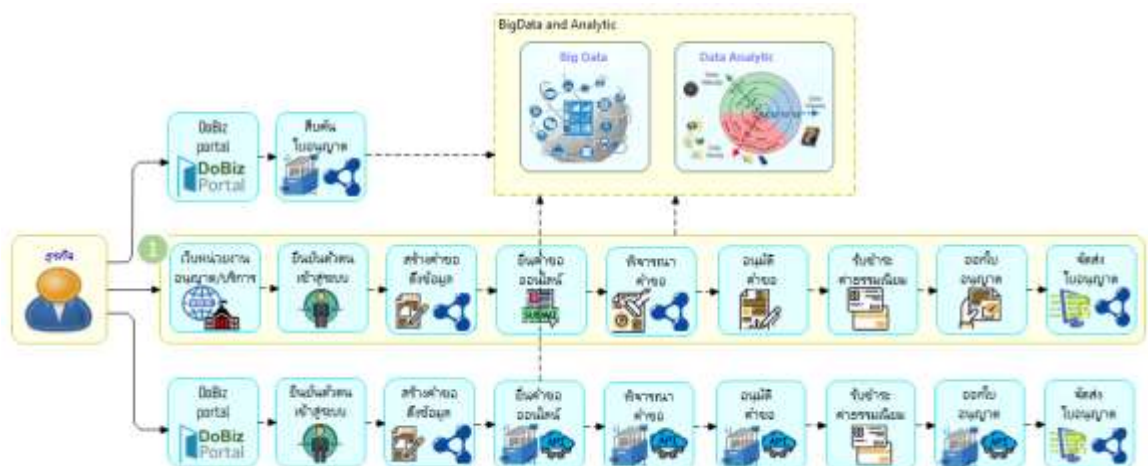 BigData and Analytic
Big Data
Data Analytic
DoBiz
portal
DoBiz
Portal
สืบค้น
ใบอนุญาต
ธุรกิจ
1
เว็บหน่วยงาน
อนุญาต/บริการ
ยืนยันตัวตน
เข้าสู่ระบบ
สร้างคำขอ
ดึงข้อมูล
ยื่นคำขอ
ออนไลน์
SUBMIT
พิจารณา
คำขอ
อนุมัติ
คำขอ
รับชำระ
ค่าธรรมเนียม
ออกใบ
อนุญาต
จัดส่ง
ใบอนุญาต
DoBiz
portal
DoBiz
Portal
ยืนยันตัวตน
เข้าสู่ระบบ
สร้างคำขอ
ดึงข้อมูล
ยื่นคำขอ
ออนไลน์
API
พิจารณา
คำขอ
API
อนุมัติ
คำขอ
API
รับชำระ
ค่าธรรมเนียม
ออกใบ
อนุญาต
API
จัดส่ง
ใบอนุญาต